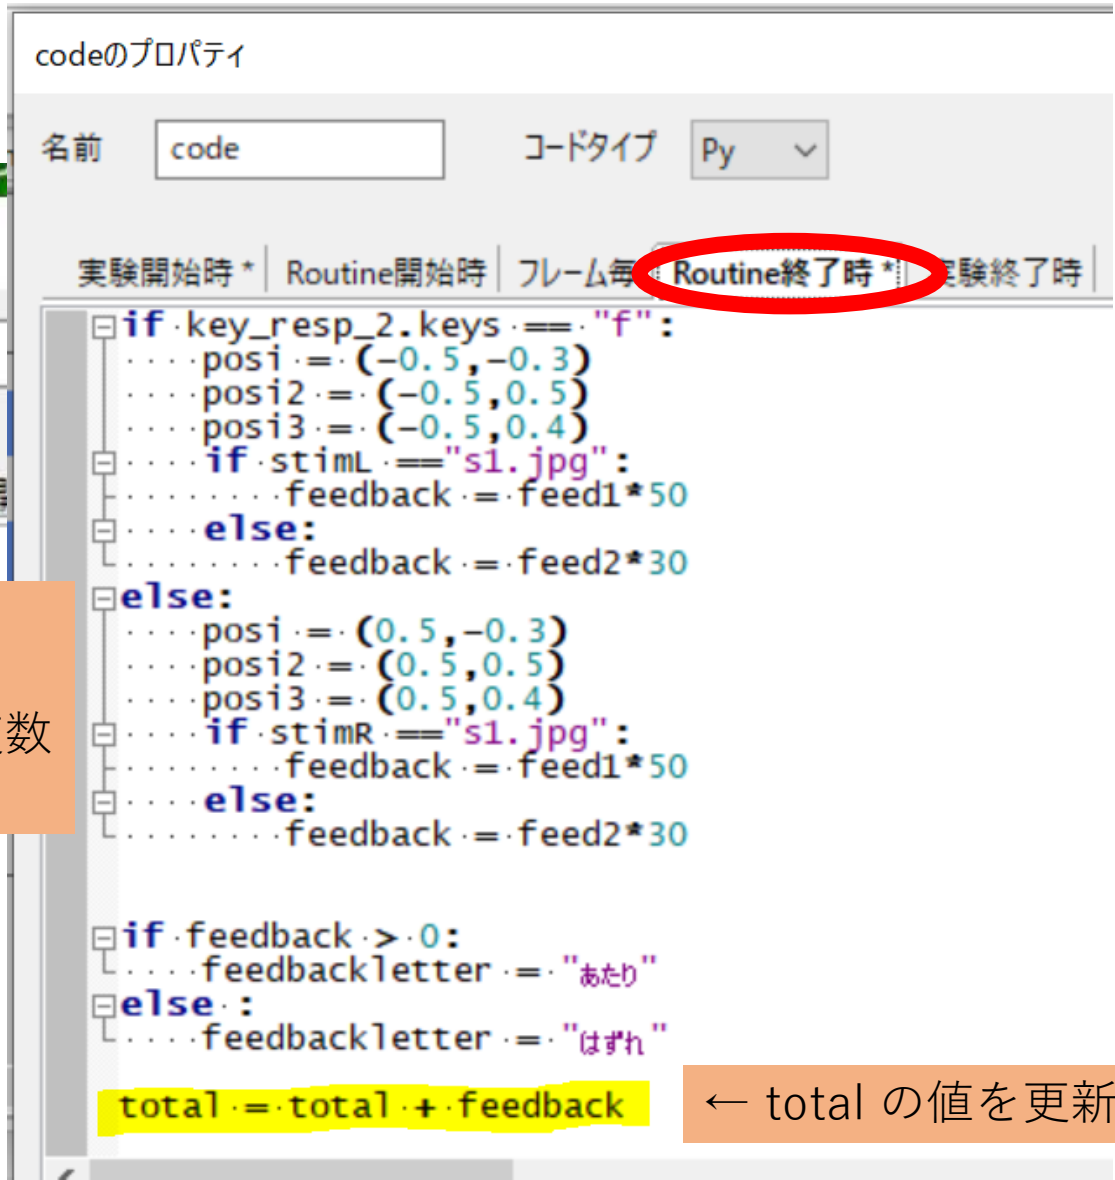 codeのプロパティ
名前 code コードタイプ Py
実験開始時 * Routine開始時 フレーム毎 Routine終了時 * 実験終了時
if key_resp_2.keys == "f":
posi = (-0.5,-0.3)
posi2 = (-0.5,0.5)
posi3 = (-0.5,0.4)
if stimL =="s1.jpg":
feedback = feed1*50
else:
feedback = feed2*30
else:
posi = (0.5,-0.3)
posi2 = (0.5,0.5)
posi3 = (0.5,0.4)
数
if stimR =="s1.jpg":
feedback = feed1*50
else:
feedback = feed2*30
if feedback > 0:
feedbackletter = "あたり"
else :
feedbackletter = "はずれ"
total = total + feedback ← total の値を更新